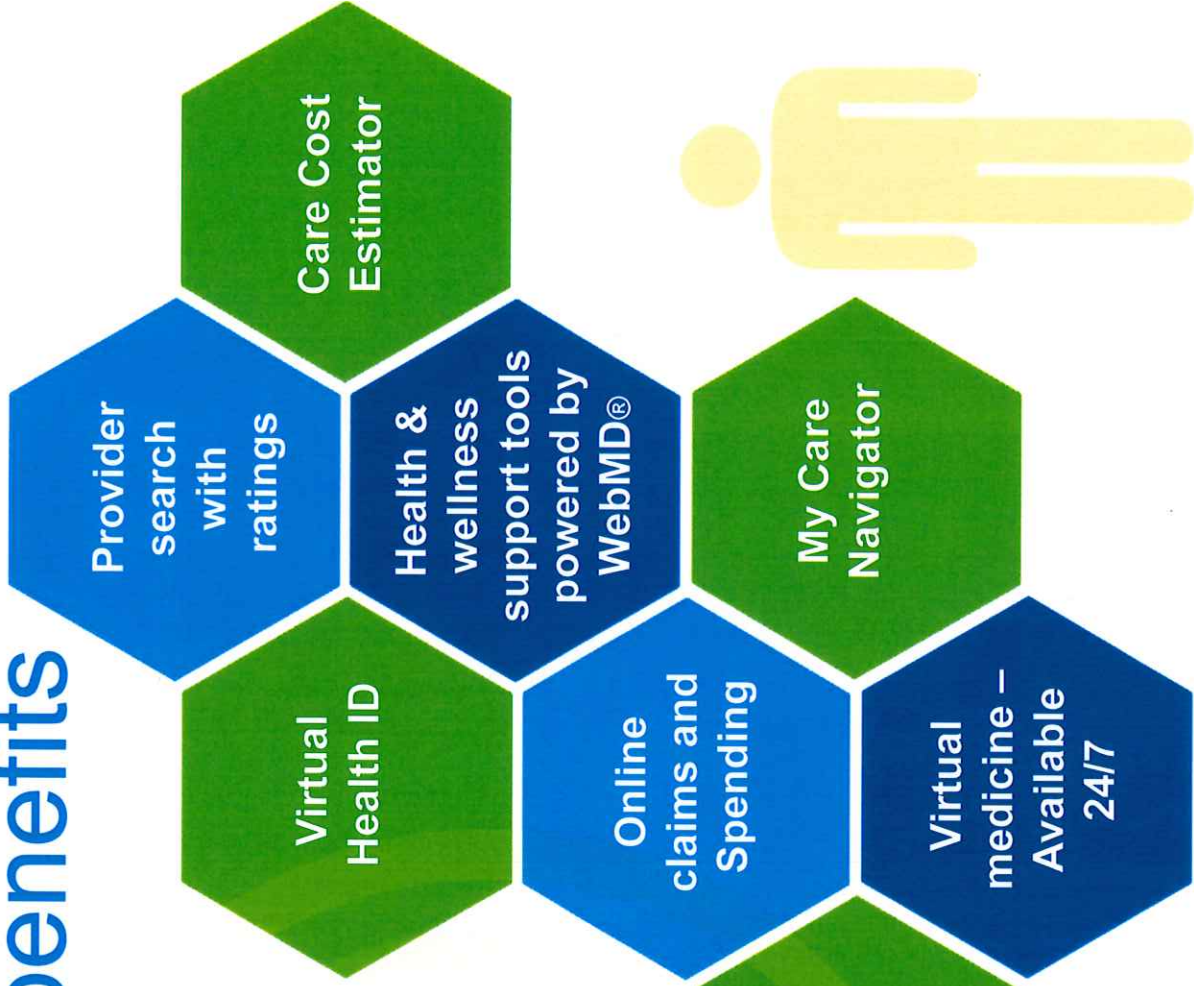 benefits
Provider
search
with
ratings
Virtual
Health ID
Care Cost
Estimator
Health &
wellness
support tools
powered by
WebMD®
Online
claims and
Spending
My Care
Navigator
Virtual
medicine –
Available
24/7